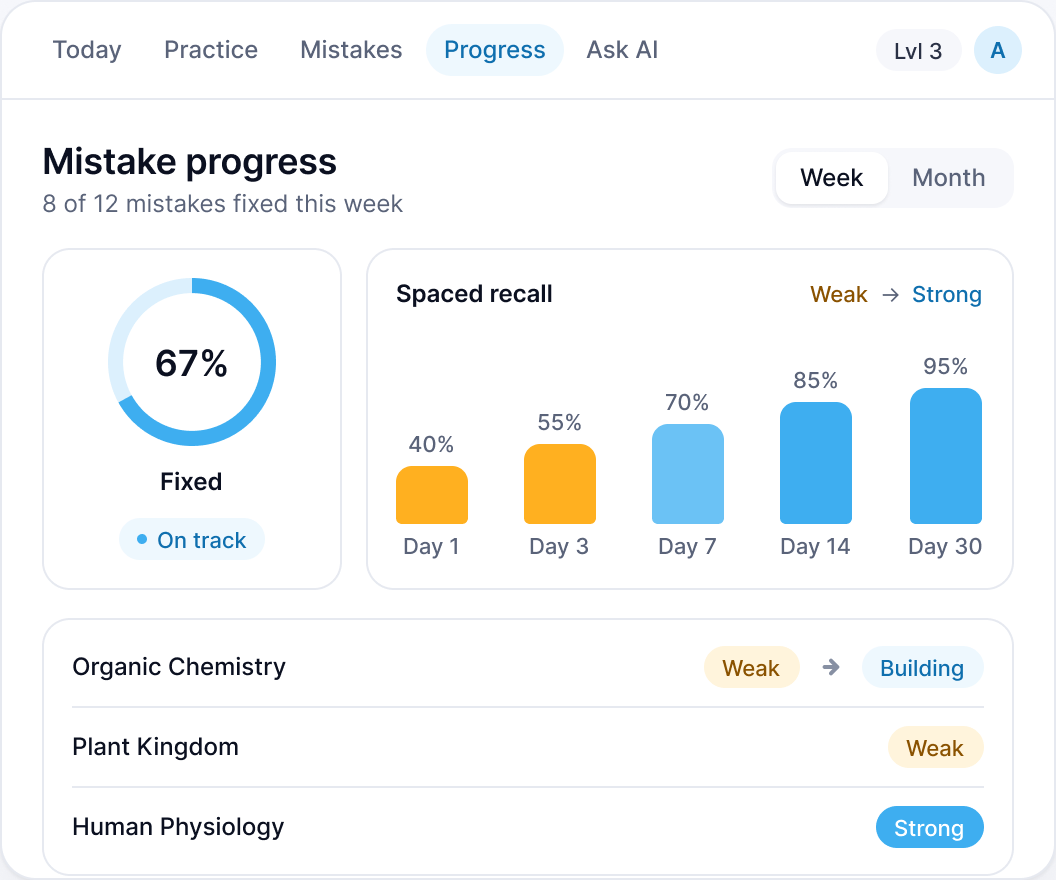 Today Practice Mistakes Progress Ask AI Lvl 3 A
Mistake progress
8 of 12 mistakes fixed this week
Week Month
67%
Fixed
On track
Spaced recall
Weak → Strong
40% 55% 70% 85% 95%
Day 1 Day 3 Day 7 Day 14 Day 30
Organic Chemistry Weak → Building
Plant Kingdom Weak
Human Physiology Strong